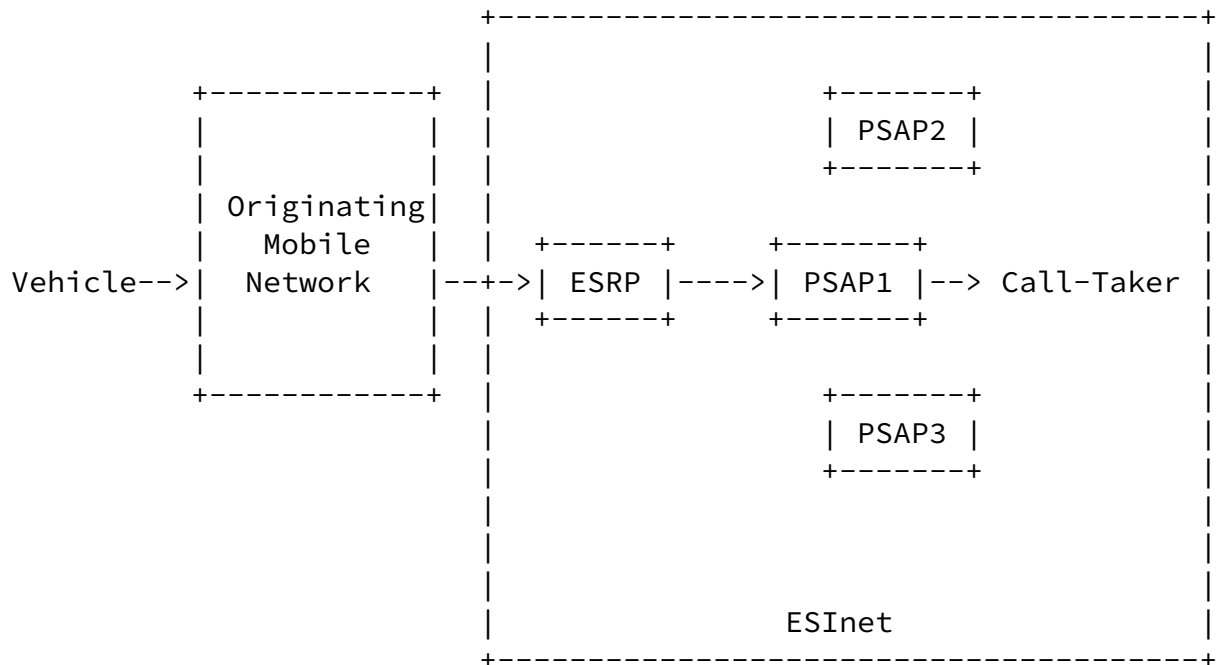 PSAP2
Originating
Mobile
Vehicle-->| Network |--+->| ESRP |---->| PSAP1 |--> Call-Taker
PSAP3
ESInet